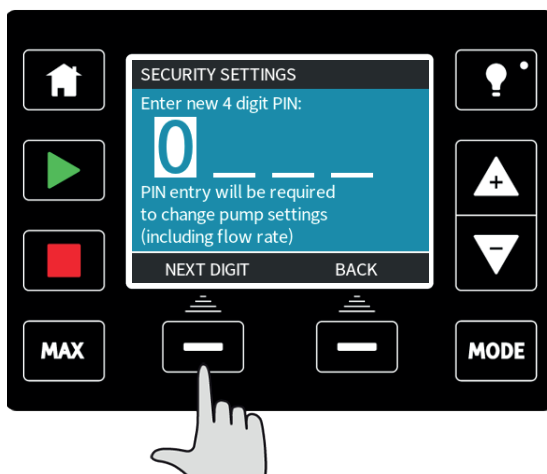 SECURITY SETTINGS
Enter new 4 digit PIN:
0 _ _ _
PIN entry will be required
to change pump settings
(including flow rate)
NEXT DIGIT BACK
+
-
MAX
MODE